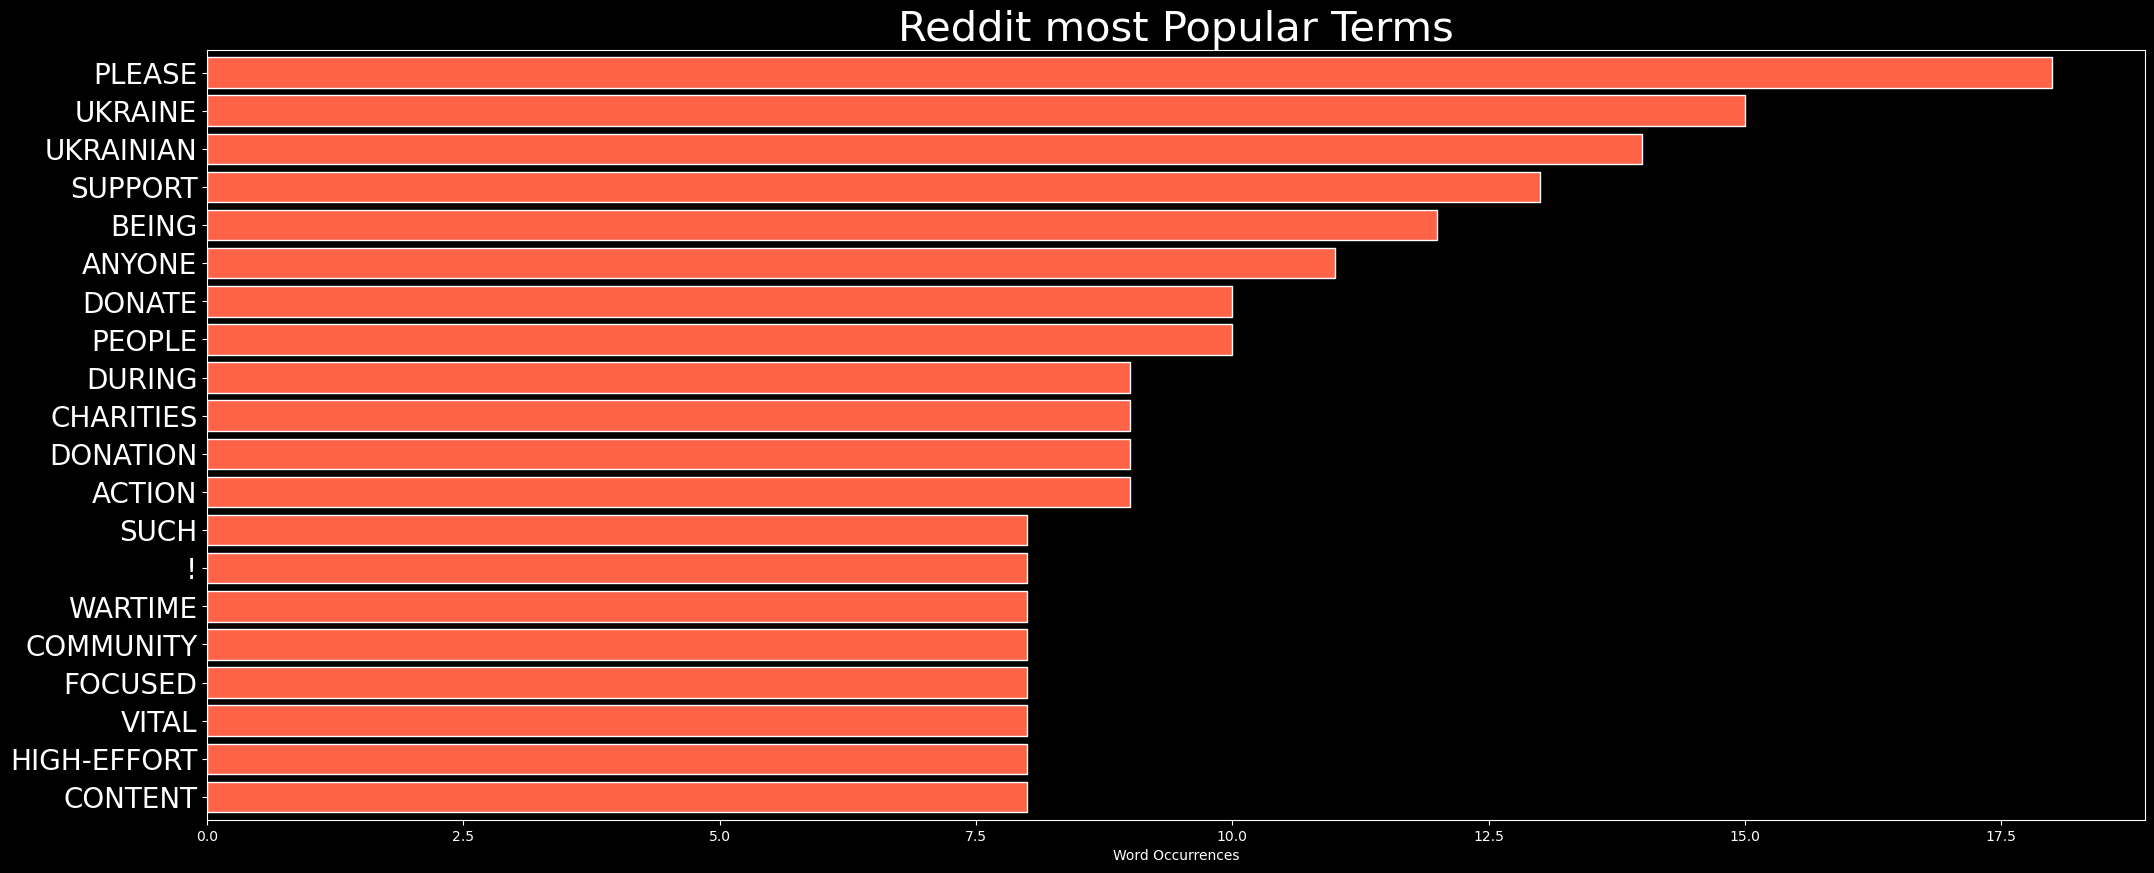 Reddit most Popular Terms
PLEASE
UKRAINE
UKRAINIAN
SUPPORT
BEING
ANYONE
DONATE
PEOPLE
DURING
CHARITIES
DONATION
ACTION
SUCH
!
WARTIME
COMMUNITY
FOCUSED
VITAL
HIGH-EFFORT
CONTENT
0.0 2.5 5.0 7.5 10.0 12.5 15.0 17.5
Word Occurrences